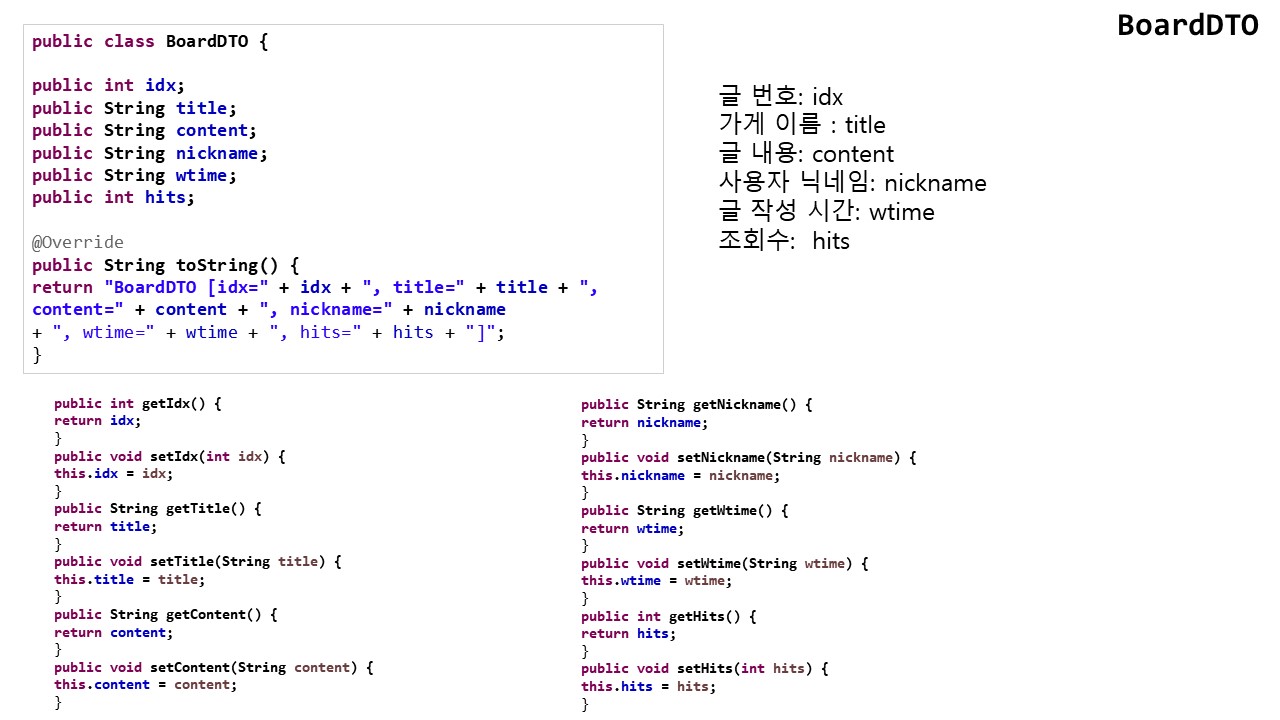 BoardDTO
public class BoardDTO {
public int idx;
public String title;
public String content;
public String nickname;
public String wtime;
public int hits;
@Override
public String toString() {
return "BoardDTO [idx=" + idx + ", title=" + title + ",
content=" + content + ", nickname=" + nickname
+ ", wtime=" + wtime + ", hits=" + hits + "]";
}
글 번호: idx
가게 이름 : title
글 내용: content
사용자 닉네임: nickname
글 작성 시간: wtime
조회수: hits
public int getIdx() {
return idx;
}
public void setIdx(int idx) {
this.idx = idx;
}
public String getTitle() {
return title;
}
public void setTitle(String title) {
this.title = title;
}
public String getContent() {
return content;
}
public void setContent(String content) {
this.content = content;
}
public String getNickname() {
return nickname;
}
public void setNickname(String nickname) {
this.nickname = nickname;
}
public String getWtime() {
return wtime;
}
public void setWtime(String wtime) {
this.wtime = wtime;
}
public int getHits() {
return hits;
}
public void setHits(int hits) {
this.hits = hits;
}